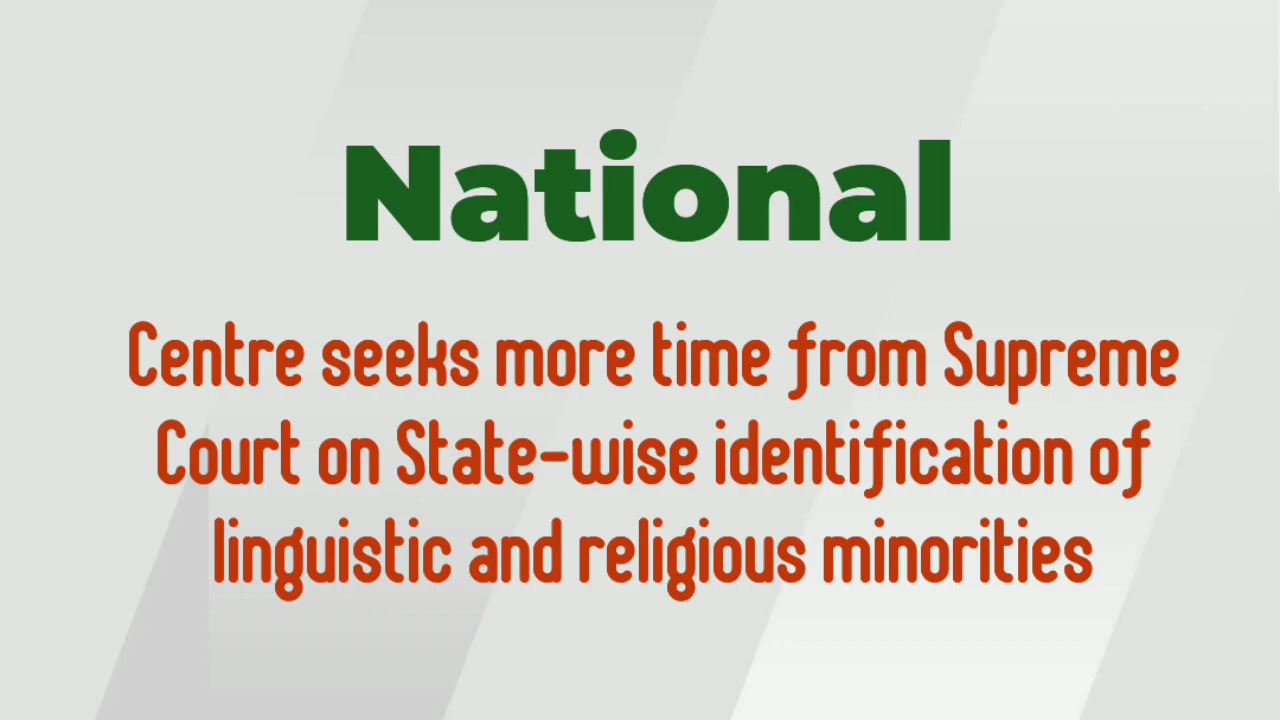 National
Centre seeks more time from Supreme
Court on State-wise identification of
linguistic and religious minorities